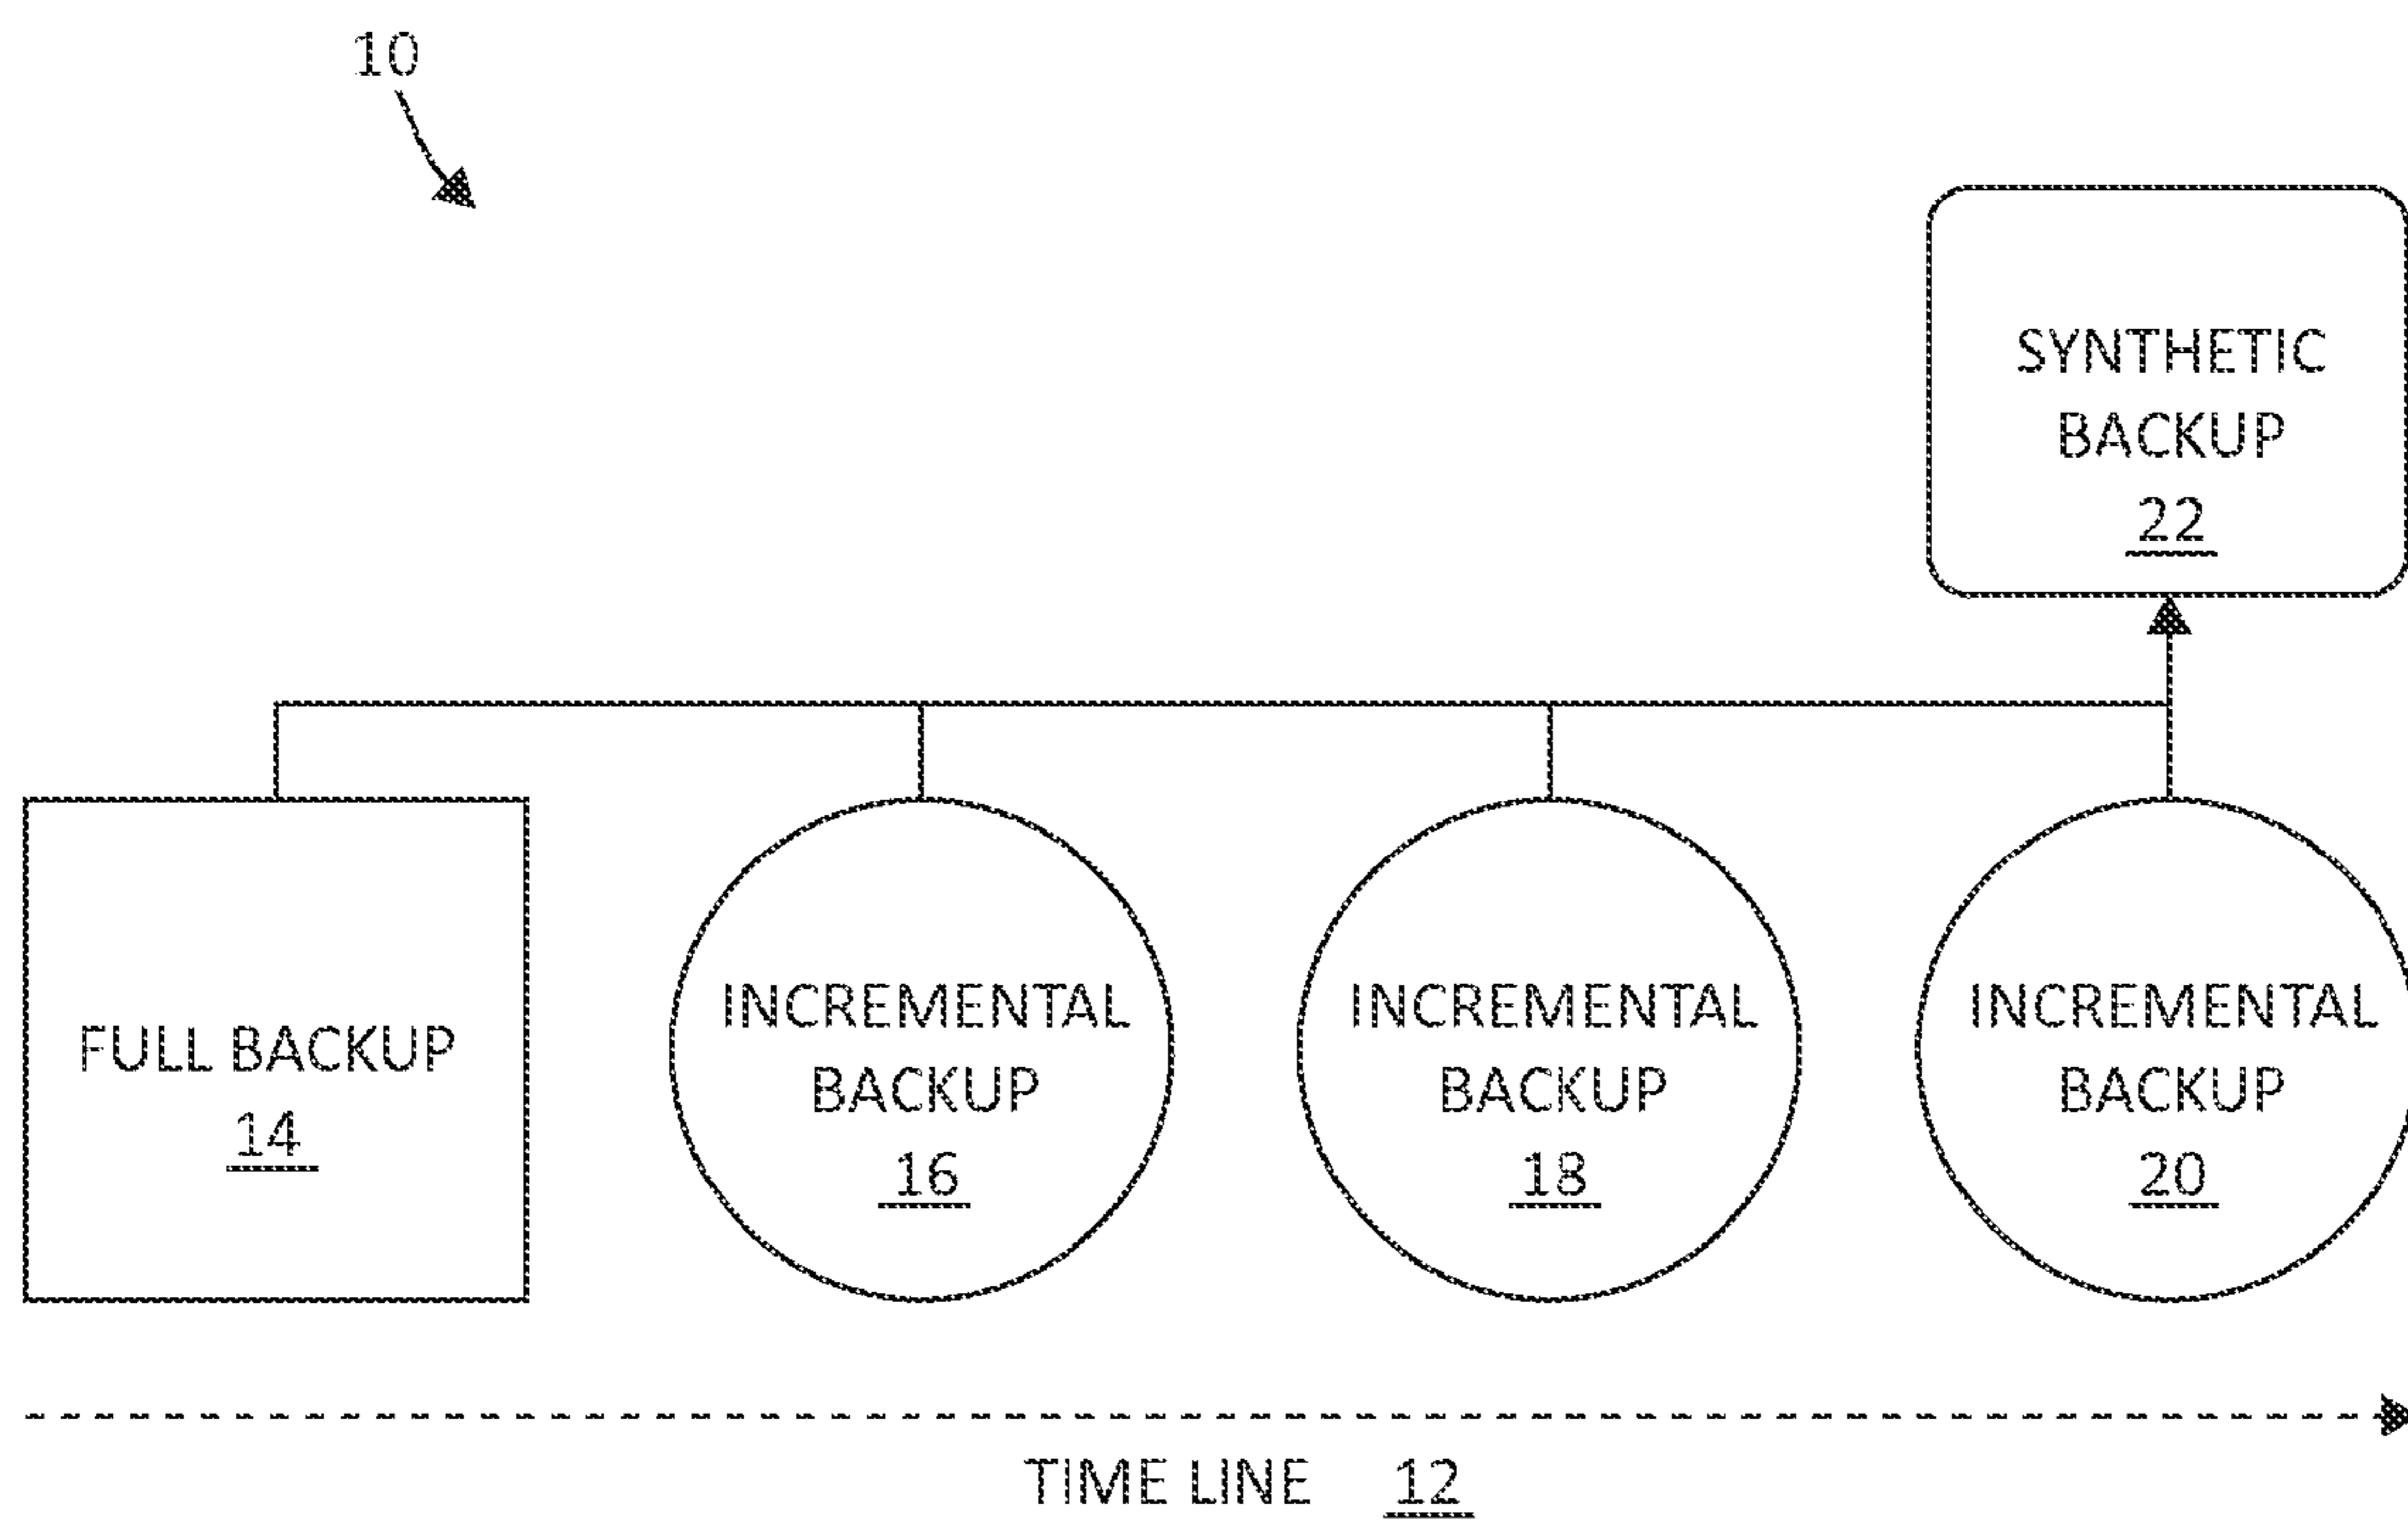 10
SYNTHETIC
BACKUP
22
FULL BACKUP
14
INCREMENTAL
BACKUP
16
INCREMENTAL
BACKUP
18
INCREMENTAL
BACKUP
20
TIME LINE 12